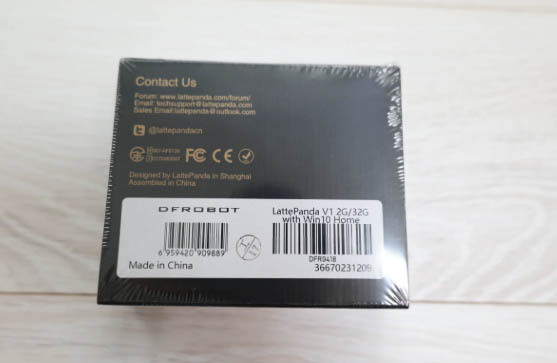 Contact Us
Forum: www.lattepanda.com/forum/
Email: techsupport@lattepanda.com
Sales Email:lattepanda@outlook.com
@lattepandacn
FC CE
Designed by LattePanda in Shanghai
Assembled in China
DFROBOT
LattePanda V1 2G/32G
with Win10 Home
6 959420 909889
DFR0418
Made in China
36670231209